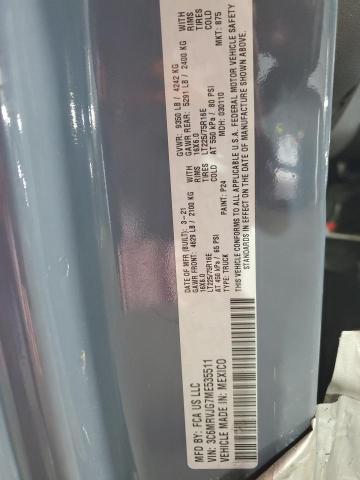 MFD BY: FCA US LLC
DATE OF MFR (BUILT): 3-21
GVWR: 9350 LB / 4242 KG
GAWR FRONT: 4629 LB / 2100 KG WITH
GAWR REAR: 5291 LB / 2400 KG WITH
16X6.0 RIMS
16X6.0 RIMS
LT225/75R16E TIRES
LT225/75R16E TIRES
AT 450 kPa / 65 PSI COLD
AT 550 kPa / 80 PSI COLD
TYPE: TRUCK
PAINT: P24
MDH: 030110
MKT: 875
THIS VEHICLE CONFORMS TO ALL APPLICABLE U.S.A. FEDERAL MOTOR VEHICLE SAFETY
STANDARDS IN EFFECT ON THE DATE OF MANUFACTURE SHOWN ABOVE.
VIN: 3C6MRVJG7ME535511
VEHICLE MADE IN: MEXICO